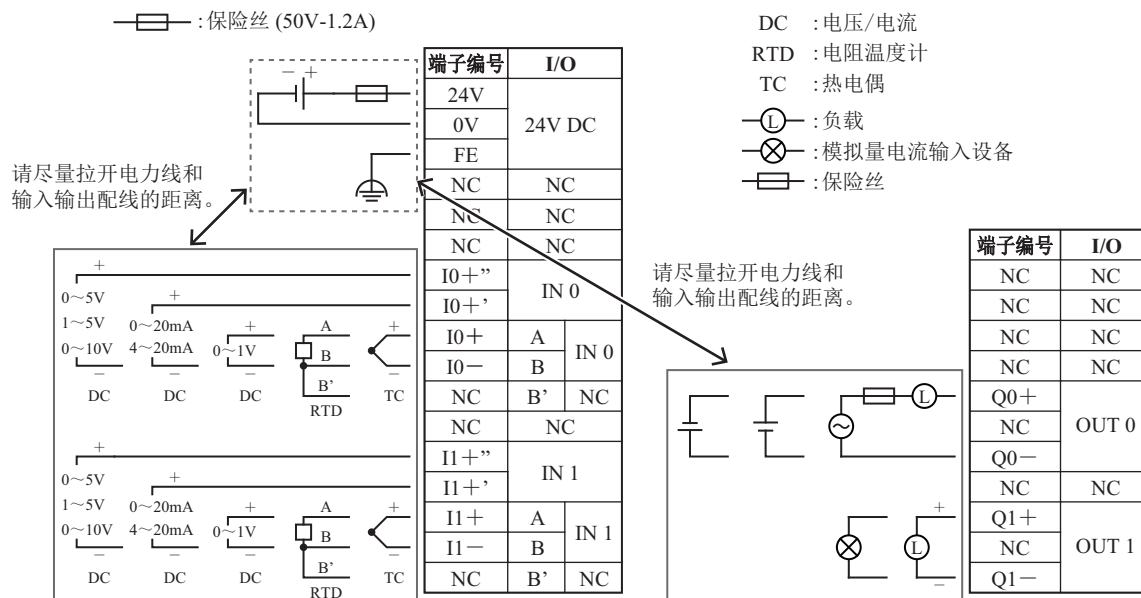 :保险丝 (50V-1.2A)
DC :电压/电流
RTD :电阻温度计
TC :热电偶
L :负载
:模拟量电流输入设备
:保险丝
请尽量拉开电力线和
输入输出配线的距离。
− +
端子编号 I/O
24V
0V 24V DC
FE
NC NC
NC NC
NC NC
I0+”
I0+’ IN 0
I0+ A
I0− B IN 0
NC B’ NC
NC NC
I1+”
I1+’ IN 1
I1+ A
I1− B IN 1
NC B’ NC
+
0～5V
1～5V
0～10V
−
DC
+
0～20mA
4～20mA
−
DC
+
0～1V
−
DC
A
B
B’
RTD
+
−
TC
+
0～5V
1～5V
0～10V
−
DC
+
0～20mA
4～20mA
−
DC
+
0～1V
−
DC
A
B
B’
RTD
+
−
TC
请尽量拉开电力线和
输入输出配线的距离。
L
+
L
−
端子编号 I/O
NC NC
NC NC
NC NC
NC NC
Q0+
NC OUT 0
Q0−
NC NC
Q1+
NC OUT 1
Q1−